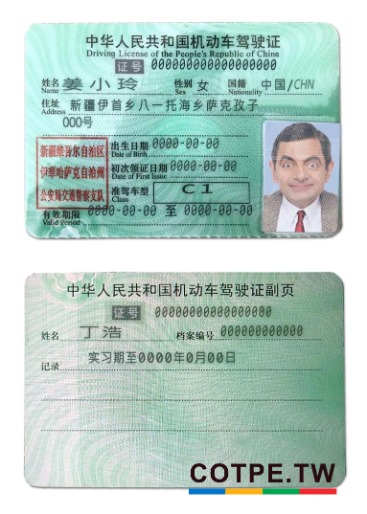 中华人民共和国机动车驾驶证
Driving License of the People's Republic of China
证号 000000000000000000
姓名 姜小玲 性别 女 国籍 中国/CHN
Name Sex Nationality
住址 新疆伊首乡八一托海乡萨克孜子
Address
000号
出生日期 0000-00-00
Date of Birth
新疆维吾尔自治区
伊犁哈萨克自治州
公安局交通警察支队
初次领证日期 0000-00-00
Date of First Issue
准驾车型 C1
Class
有效期限 0000-00-00 至 0000-00-00
Valid Period
中华人民共和国机动车驾驶证副页
证号 000000000000000000
姓名 丁浩 档案编号 000000000000
记录 实习期至0000年0月00日
COTPE.TW